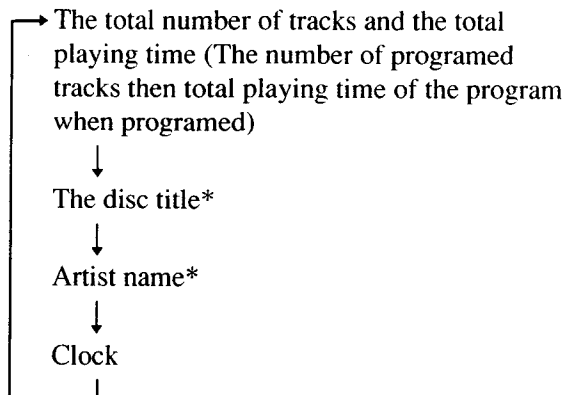 The total number of tracks and the total
playing time (The number of programed
tracks then total playing time of the program
when programed)
The disc title*
Artist name*
Clock